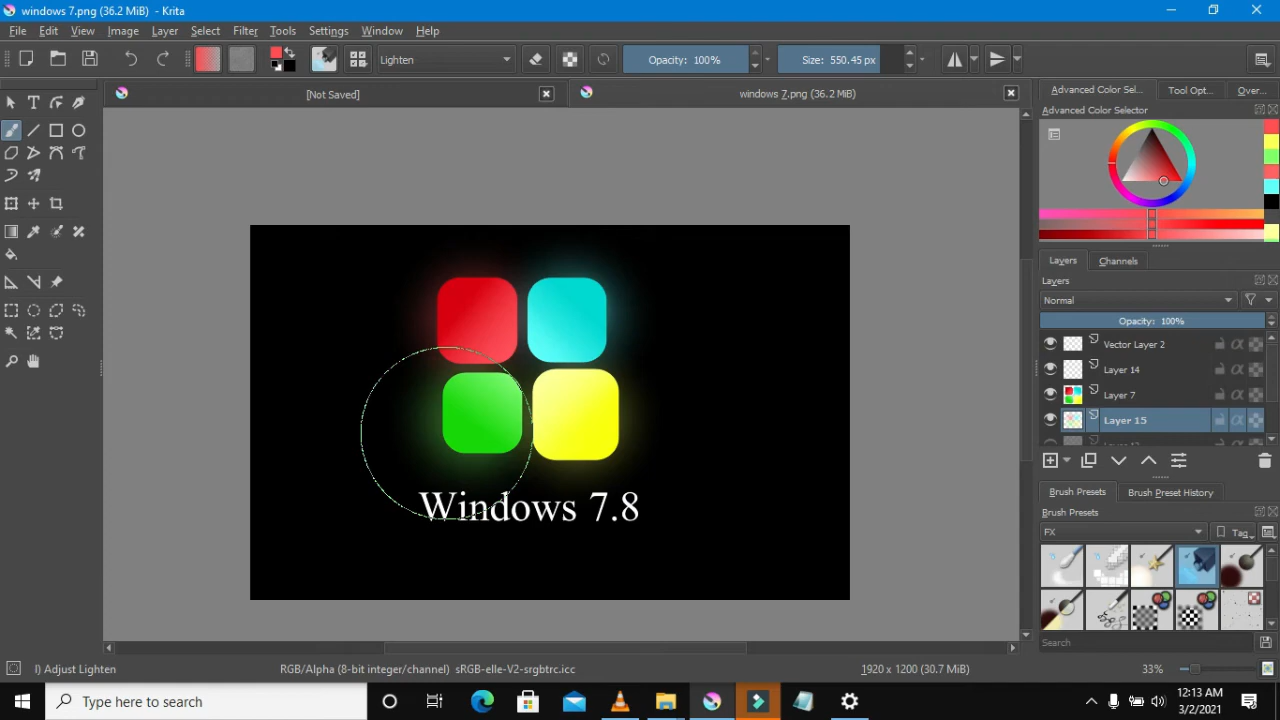 windows 7.png (36.2 MiB) - Krita
File Edit View Image Layer Select Filter Tools Settings Window Help
Lighten Opacity: 100% Size: 550.45 px
[Not Saved] windows 7.png (36.2 MiB)
Advanced Color Sel... Tool Opt... Over...
Advanced Color Selector
Layers Channels
Layers
Normal
Opacity: 100%
Vector Layer 2
Layer 14
Layer 7
Layer 15
Windows 7.8
Brush Presets Brush Preset History
Brush Presets
FX Tag
Search
I) Adjust Lighten RGB/Alpha (8-bit integer/channel) sRGB-elle-V2-srgbtrc.icc 1920 x 1200 (30.7 MiB) 33%
Type here to search
12:13 AM
3/2/2021